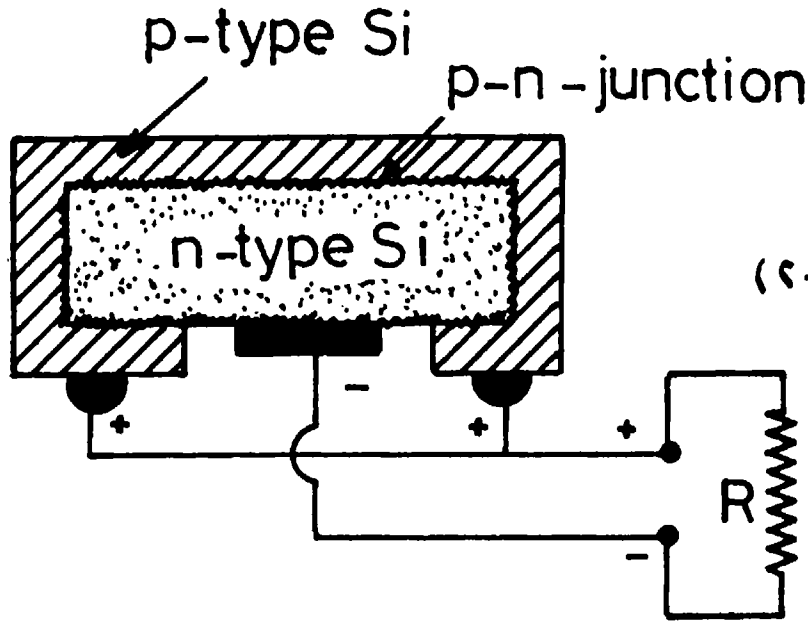 p-type Si
p-n-junction
n-type Si
-
+
+
+
R
-